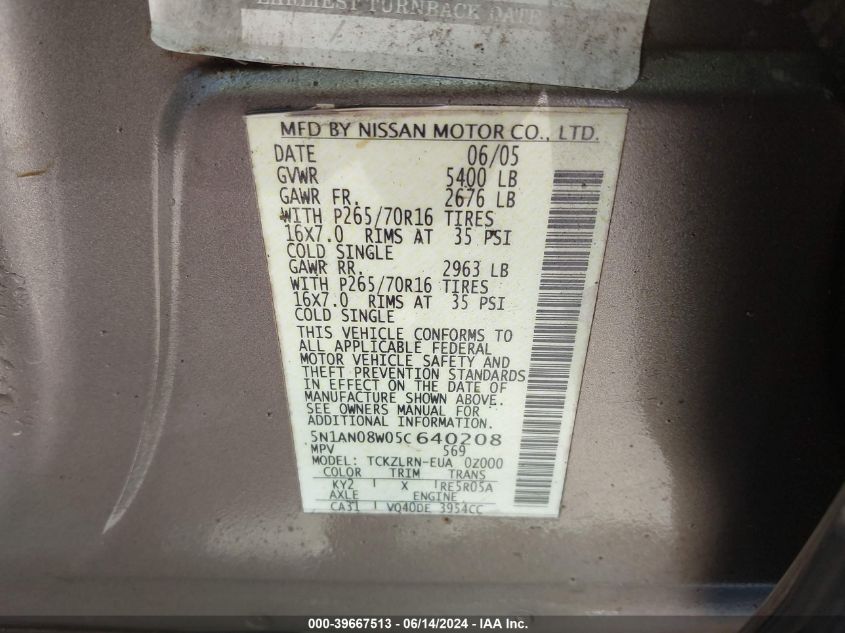 EARLIEST TURNBACK DATE
MFD BY NISSAN MOTOR CO., LTD.
DATE 06/05
GVWR 5400 LB
GAWR FR. 2676 LB
WITH P265/70R16 TIRES
16X7.0 RIMS AT 35 PSI
COLD SINGLE
GAWR RR. 2963 LB
WITH P265/70R16 TIRES
16X7.0 RIMS AT 35 PSI
COLD SINGLE
THIS VEHICLE CONFORMS TO
ALL APPLICABLE FEDERAL
MOTOR VEHICLE SAFETY AND
THEFT PREVENTION STANDARDS
IN EFFECT ON THE DATE OF
MANUFACTURE SHOWN ABOVE.
SEE OWNERS MANUAL FOR
ADDITIONAL INFORMATION.
5N1AN08W05C640208
MPV 569
MODEL: TCKZLRN-EUA 0Z000
COLOR TRIM TRANS
KY2 X RE5R05A
AXLE ENGINE
CA31 VQ40DE 3954CC
000-39667513 - 06/14/2024 - IAA Inc.